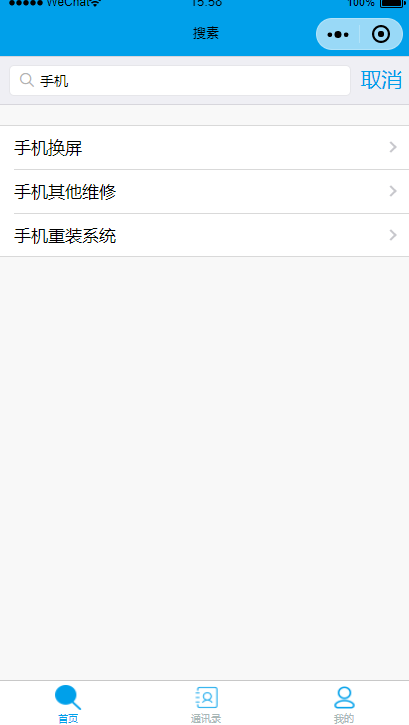 WeChat
15:58
100%
搜素
手机
取消
手机换屏
手机其他维修
手机重装系统
首页
通讯录
我的